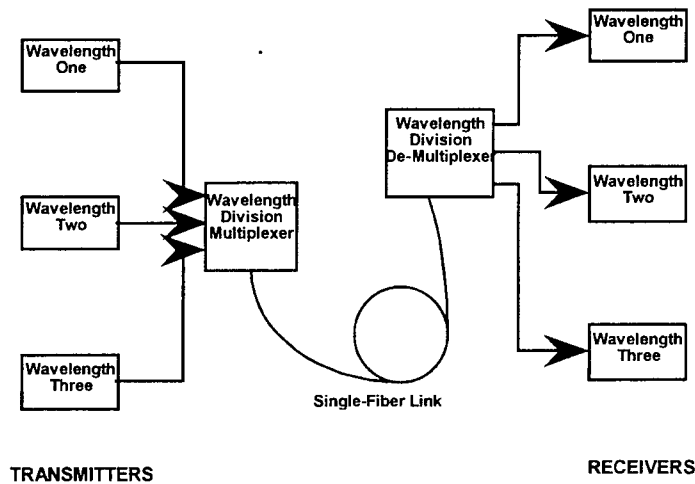 Wavelength
One
Wavelength
Two
Wavelength
Three
Wavelength
Division
Multiplexer
Single-Fiber Link
Wavelength
Division
De-Multiplexer
Wavelength
One
Wavelength
Two
Wavelength
Three
TRANSMITTERS
RECEIVERS